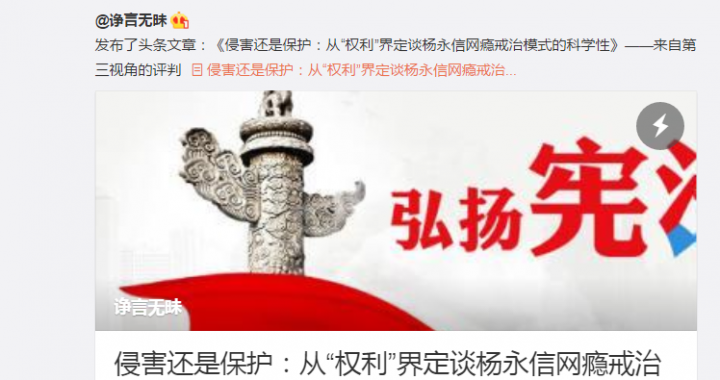 @诤言无昧
发布了头条文章：《侵害还是保护：从“权利”界定谈杨永信网瘾戒治模式的科学性》——来自第
三视角的评判 侵害还是保护：从“权利”界定谈杨永信网瘾戒治...
弘扬宪法
诤言无昧
侵害还是保护：从“权利”界定谈杨永信网瘾戒治